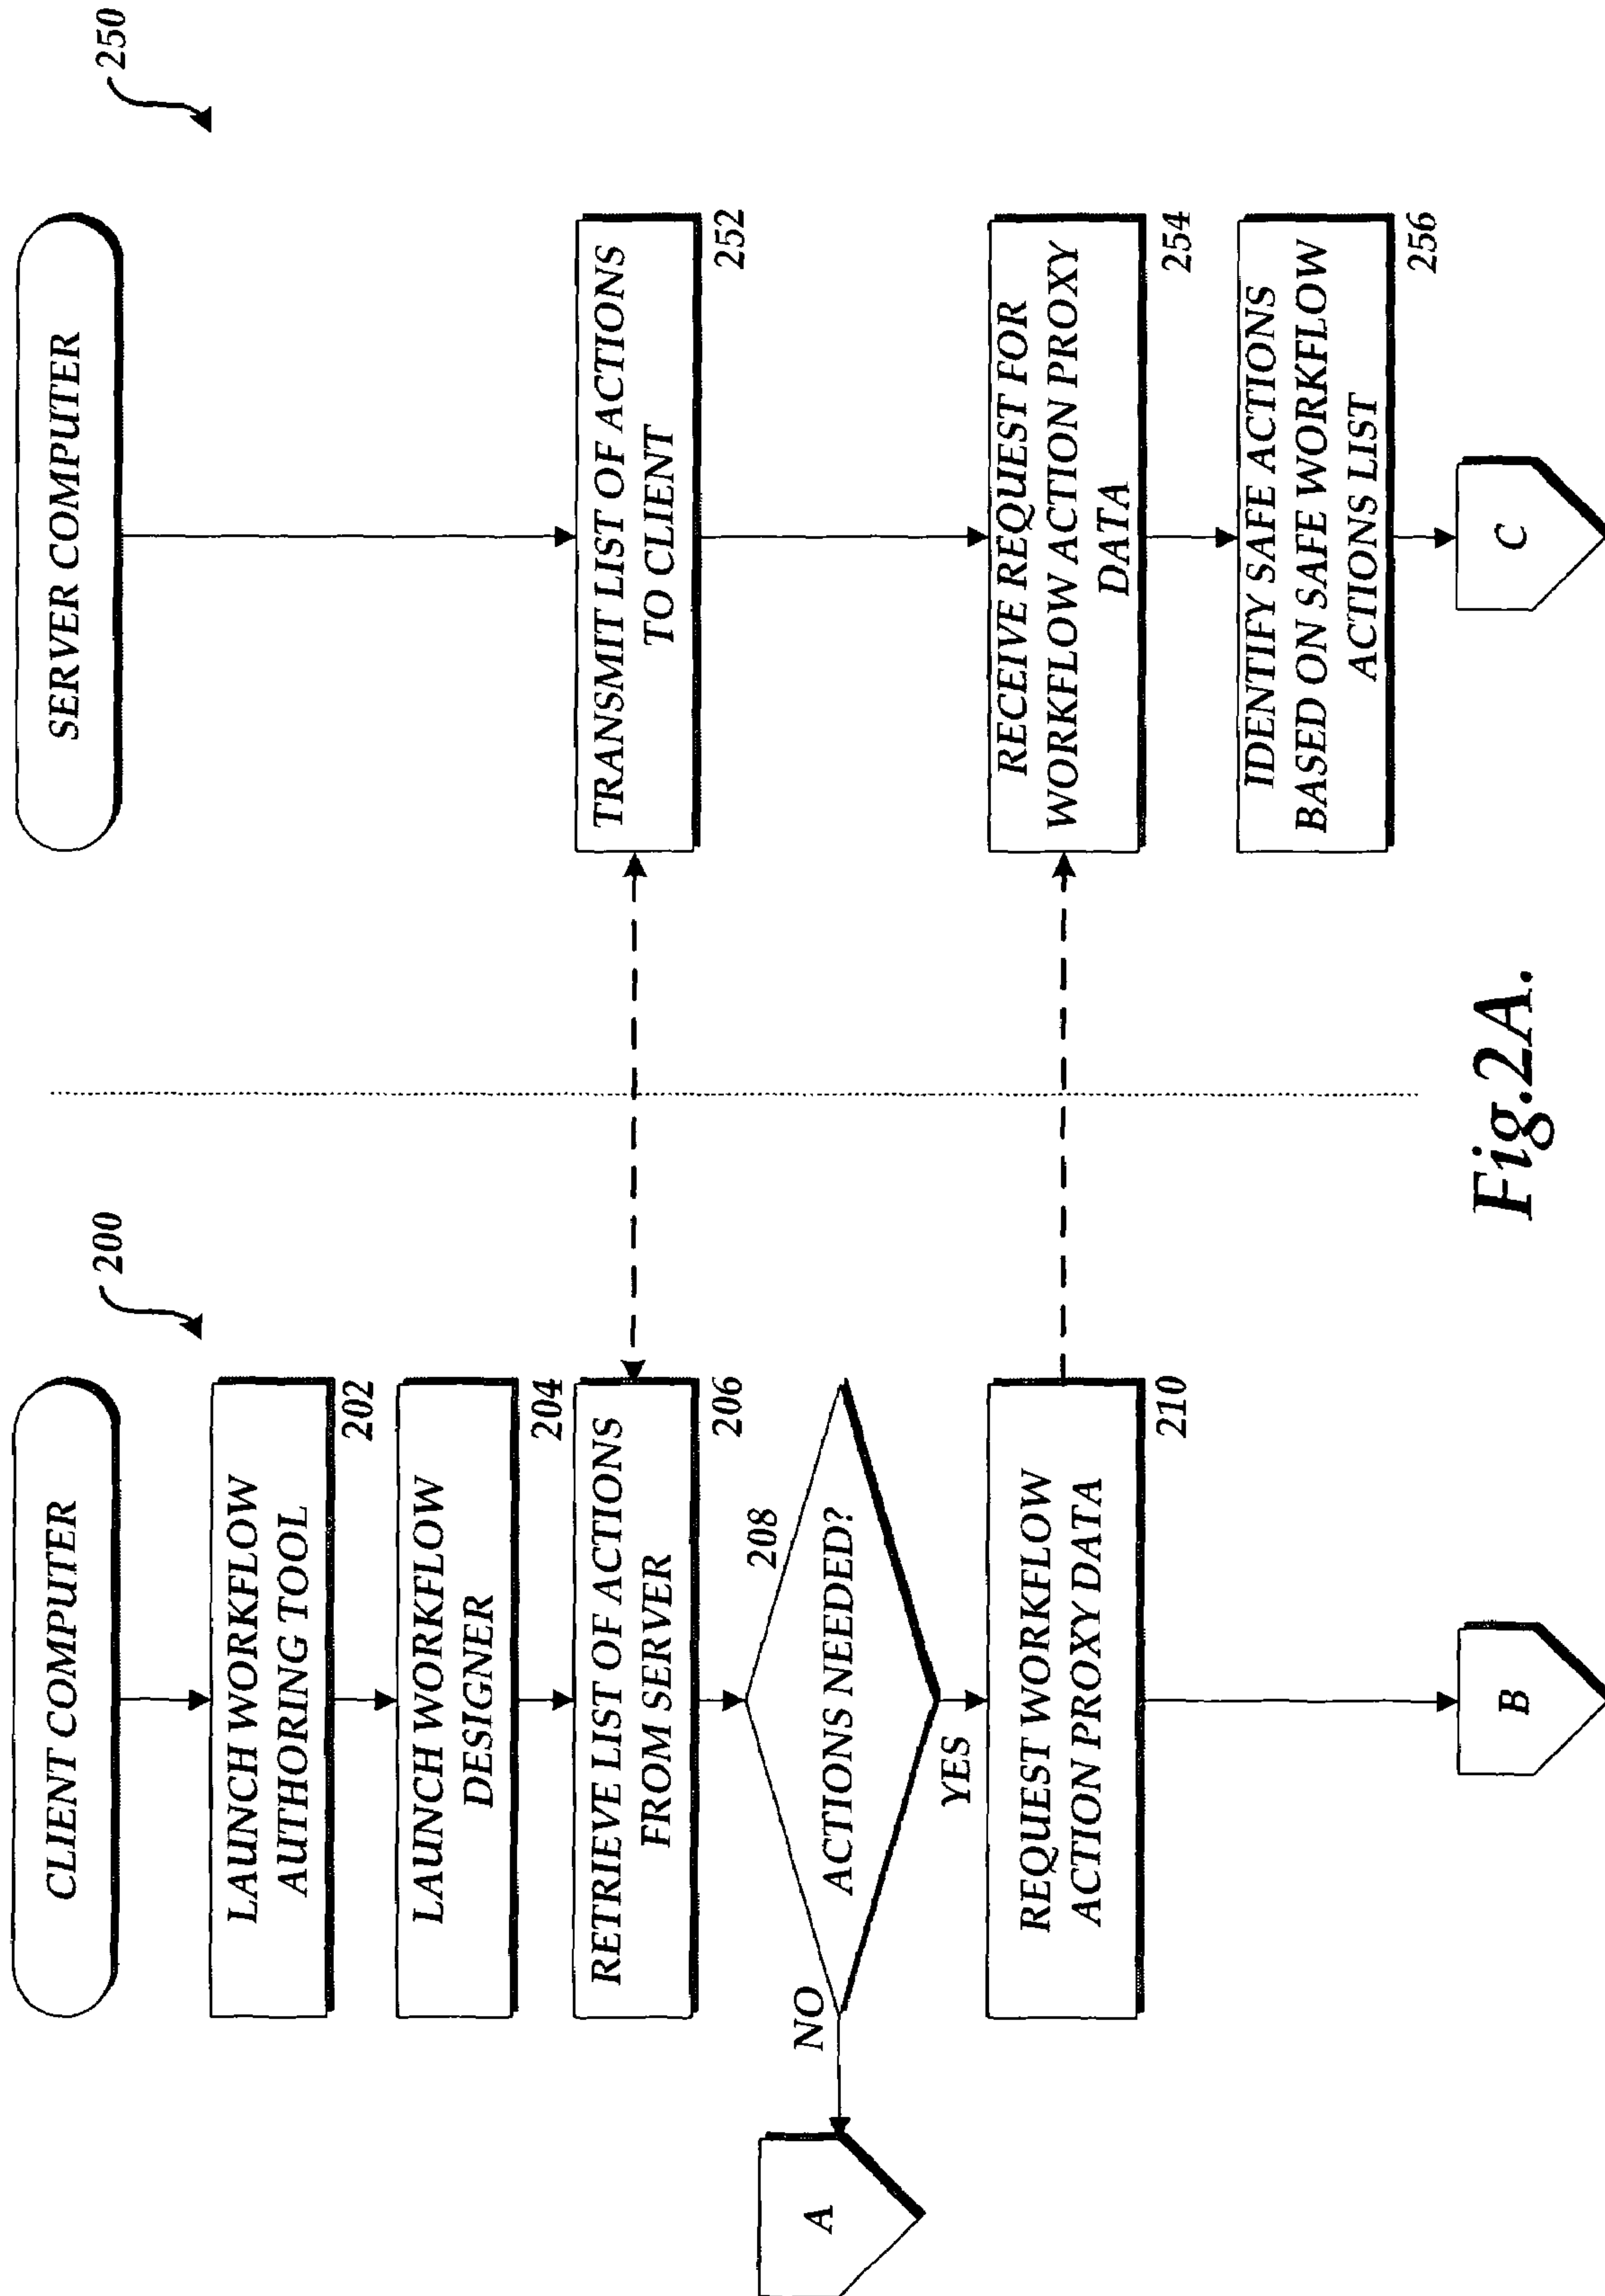 200
CLIENT COMPUTER
LAUNCH WORKFLOW
AUTHORING TOOL
202
LAUNCH WORKFLOW
DESIGNER
204
RETRIEVE LIST OF ACTIONS
FROM SERVER
206
208
ACTIONS NEEDED?
NO
A
YES
REQUEST WORKFLOW
ACTION PROXY DATA
210
B
250
SERVER COMPUTER
TRANSMIT LIST OF ACTIONS
TO CLIENT
252
RECEIVE REQUEST FOR
WORKFLOW ACTION PROXY
DATA
254
IDENTIFY SAFE ACTIONS
BASED ON SAFE WORKFLOW
ACTIONS LIST
256
C
Fig.2A.